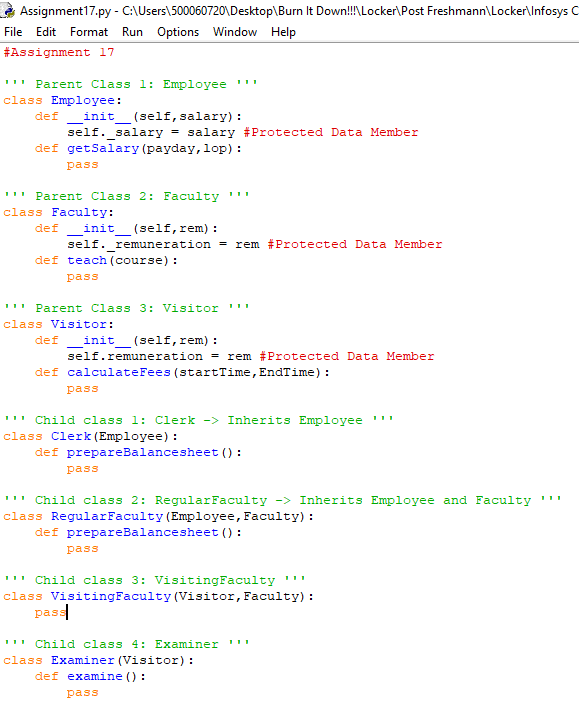 Assignment17.py - C:\Users\500060720\Desktop\Burn It Down!!!\Locker\Post Freshmann\Locker\Infosys C
File Edit Format Run Options Window Help
#Assignment 17
''' Parent Class 1: Employee '''
class Employee:
    def __init__(self,salary):
        self._salary = salary #Protected Data Member
    def getSalary(payday,lop):
        pass
''' Parent Class 2: Faculty '''
class Faculty:
    def __init__(self,rem):
        self._remuneration = rem #Protected Data Member
    def teach(course):
        pass
''' Parent Class 3: Visitor '''
class Visitor:
    def __init__(self,rem):
        self.remuneration = rem #Protected Data Member
    def calculateFees(startTime,EndTime):
        pass
''' Child class 1: Clerk -> Inherits Employee '''
class Clerk(Employee):
    def prepareBalancesheet():
        pass
''' Child class 2: RegularFaculty -> Inherits Employee and Faculty '''
class RegularFaculty(Employee,Faculty):
    def prepareBalancesheet():
        pass
''' Child class 3: VisitingFaculty '''
class VisitingFaculty(Visitor,Faculty):
    pass
''' Child class 4: Examiner '''
class Examiner(Visitor):
    def examine():
        pass